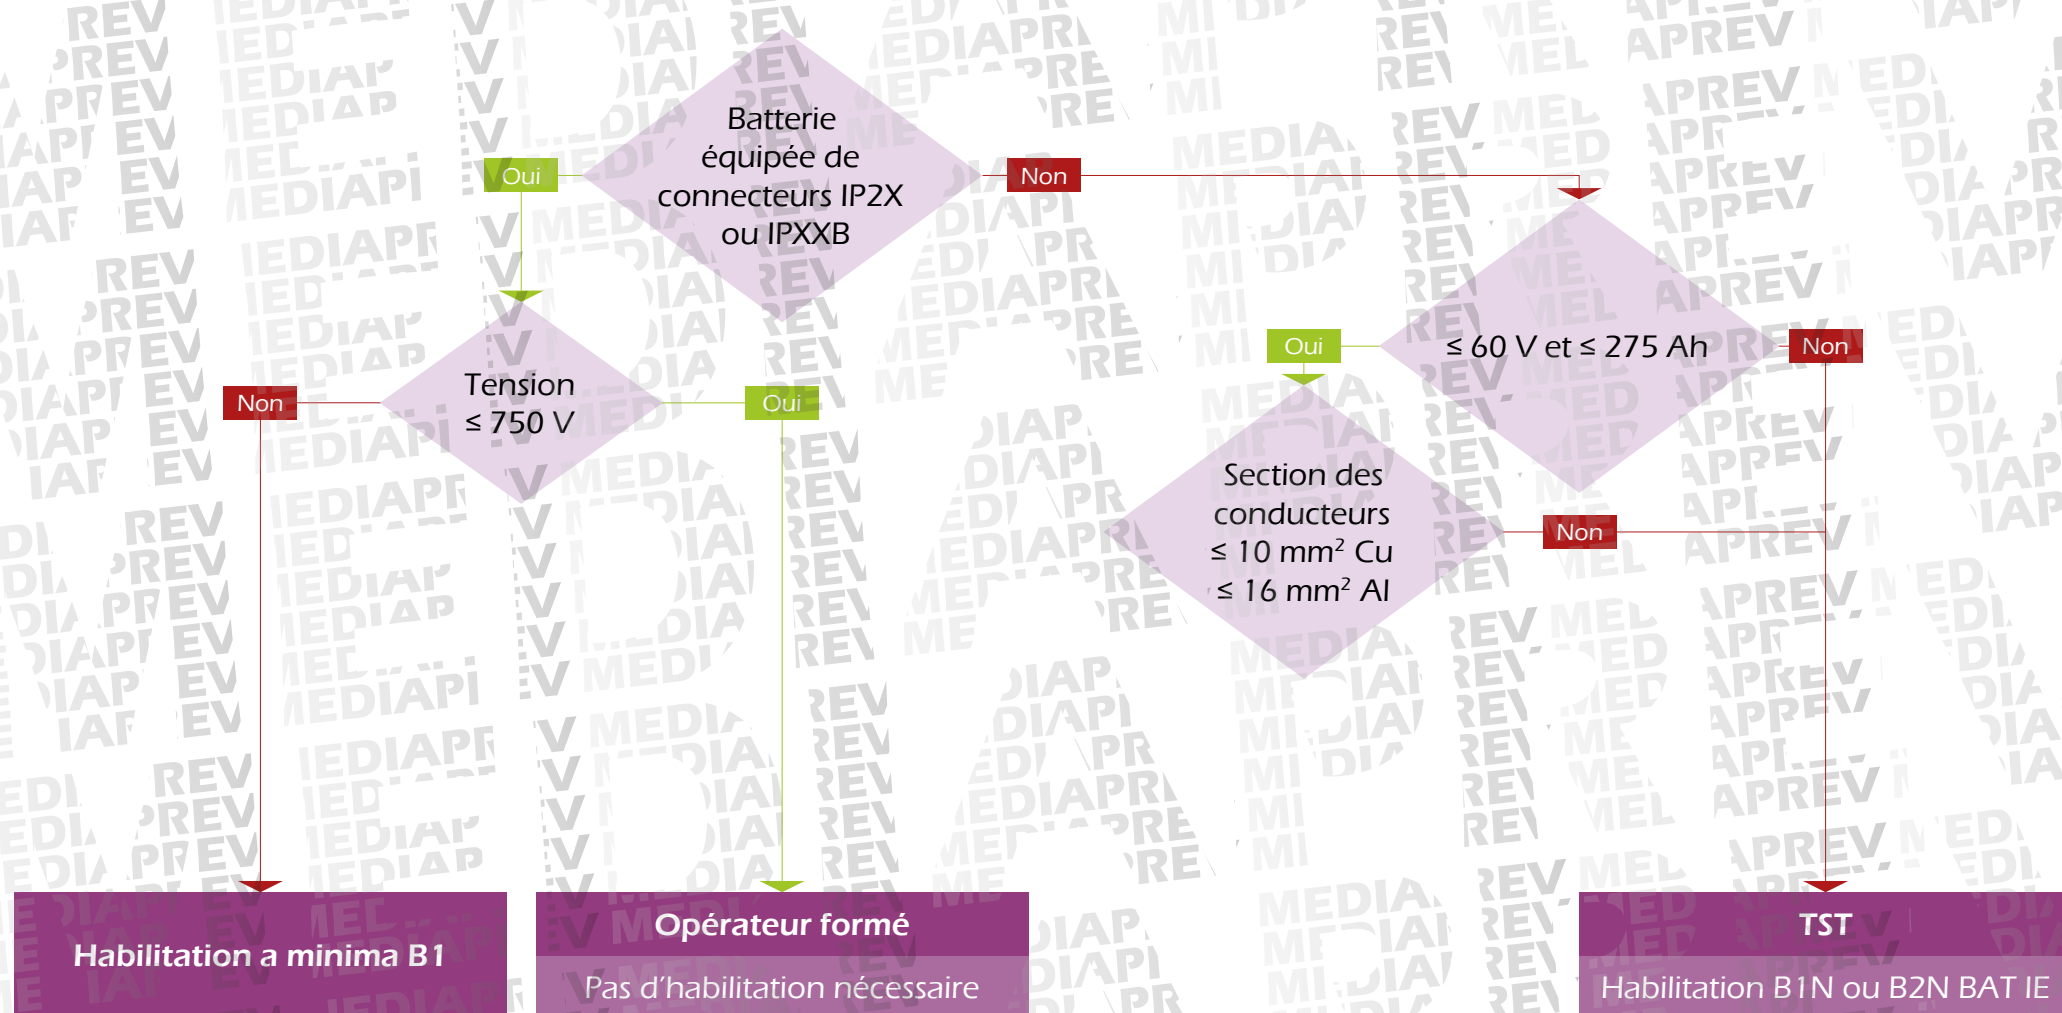 Batterie
équipée de
connecteurs IP2X
ou IPXXB
Oui
Non
Tension
≤ 750 V
Non
Oui
≤ 60 V et ≤ 275 Ah
Oui
Non
Section des
conducteurs
≤ 10 mm² Cu
≤ 16 mm² Al
Non
Habilitation a minima B1
Opérateur formé
Pas d'habilitation nécessaire
TST
Habilitation B1N ou B2N BAT IE